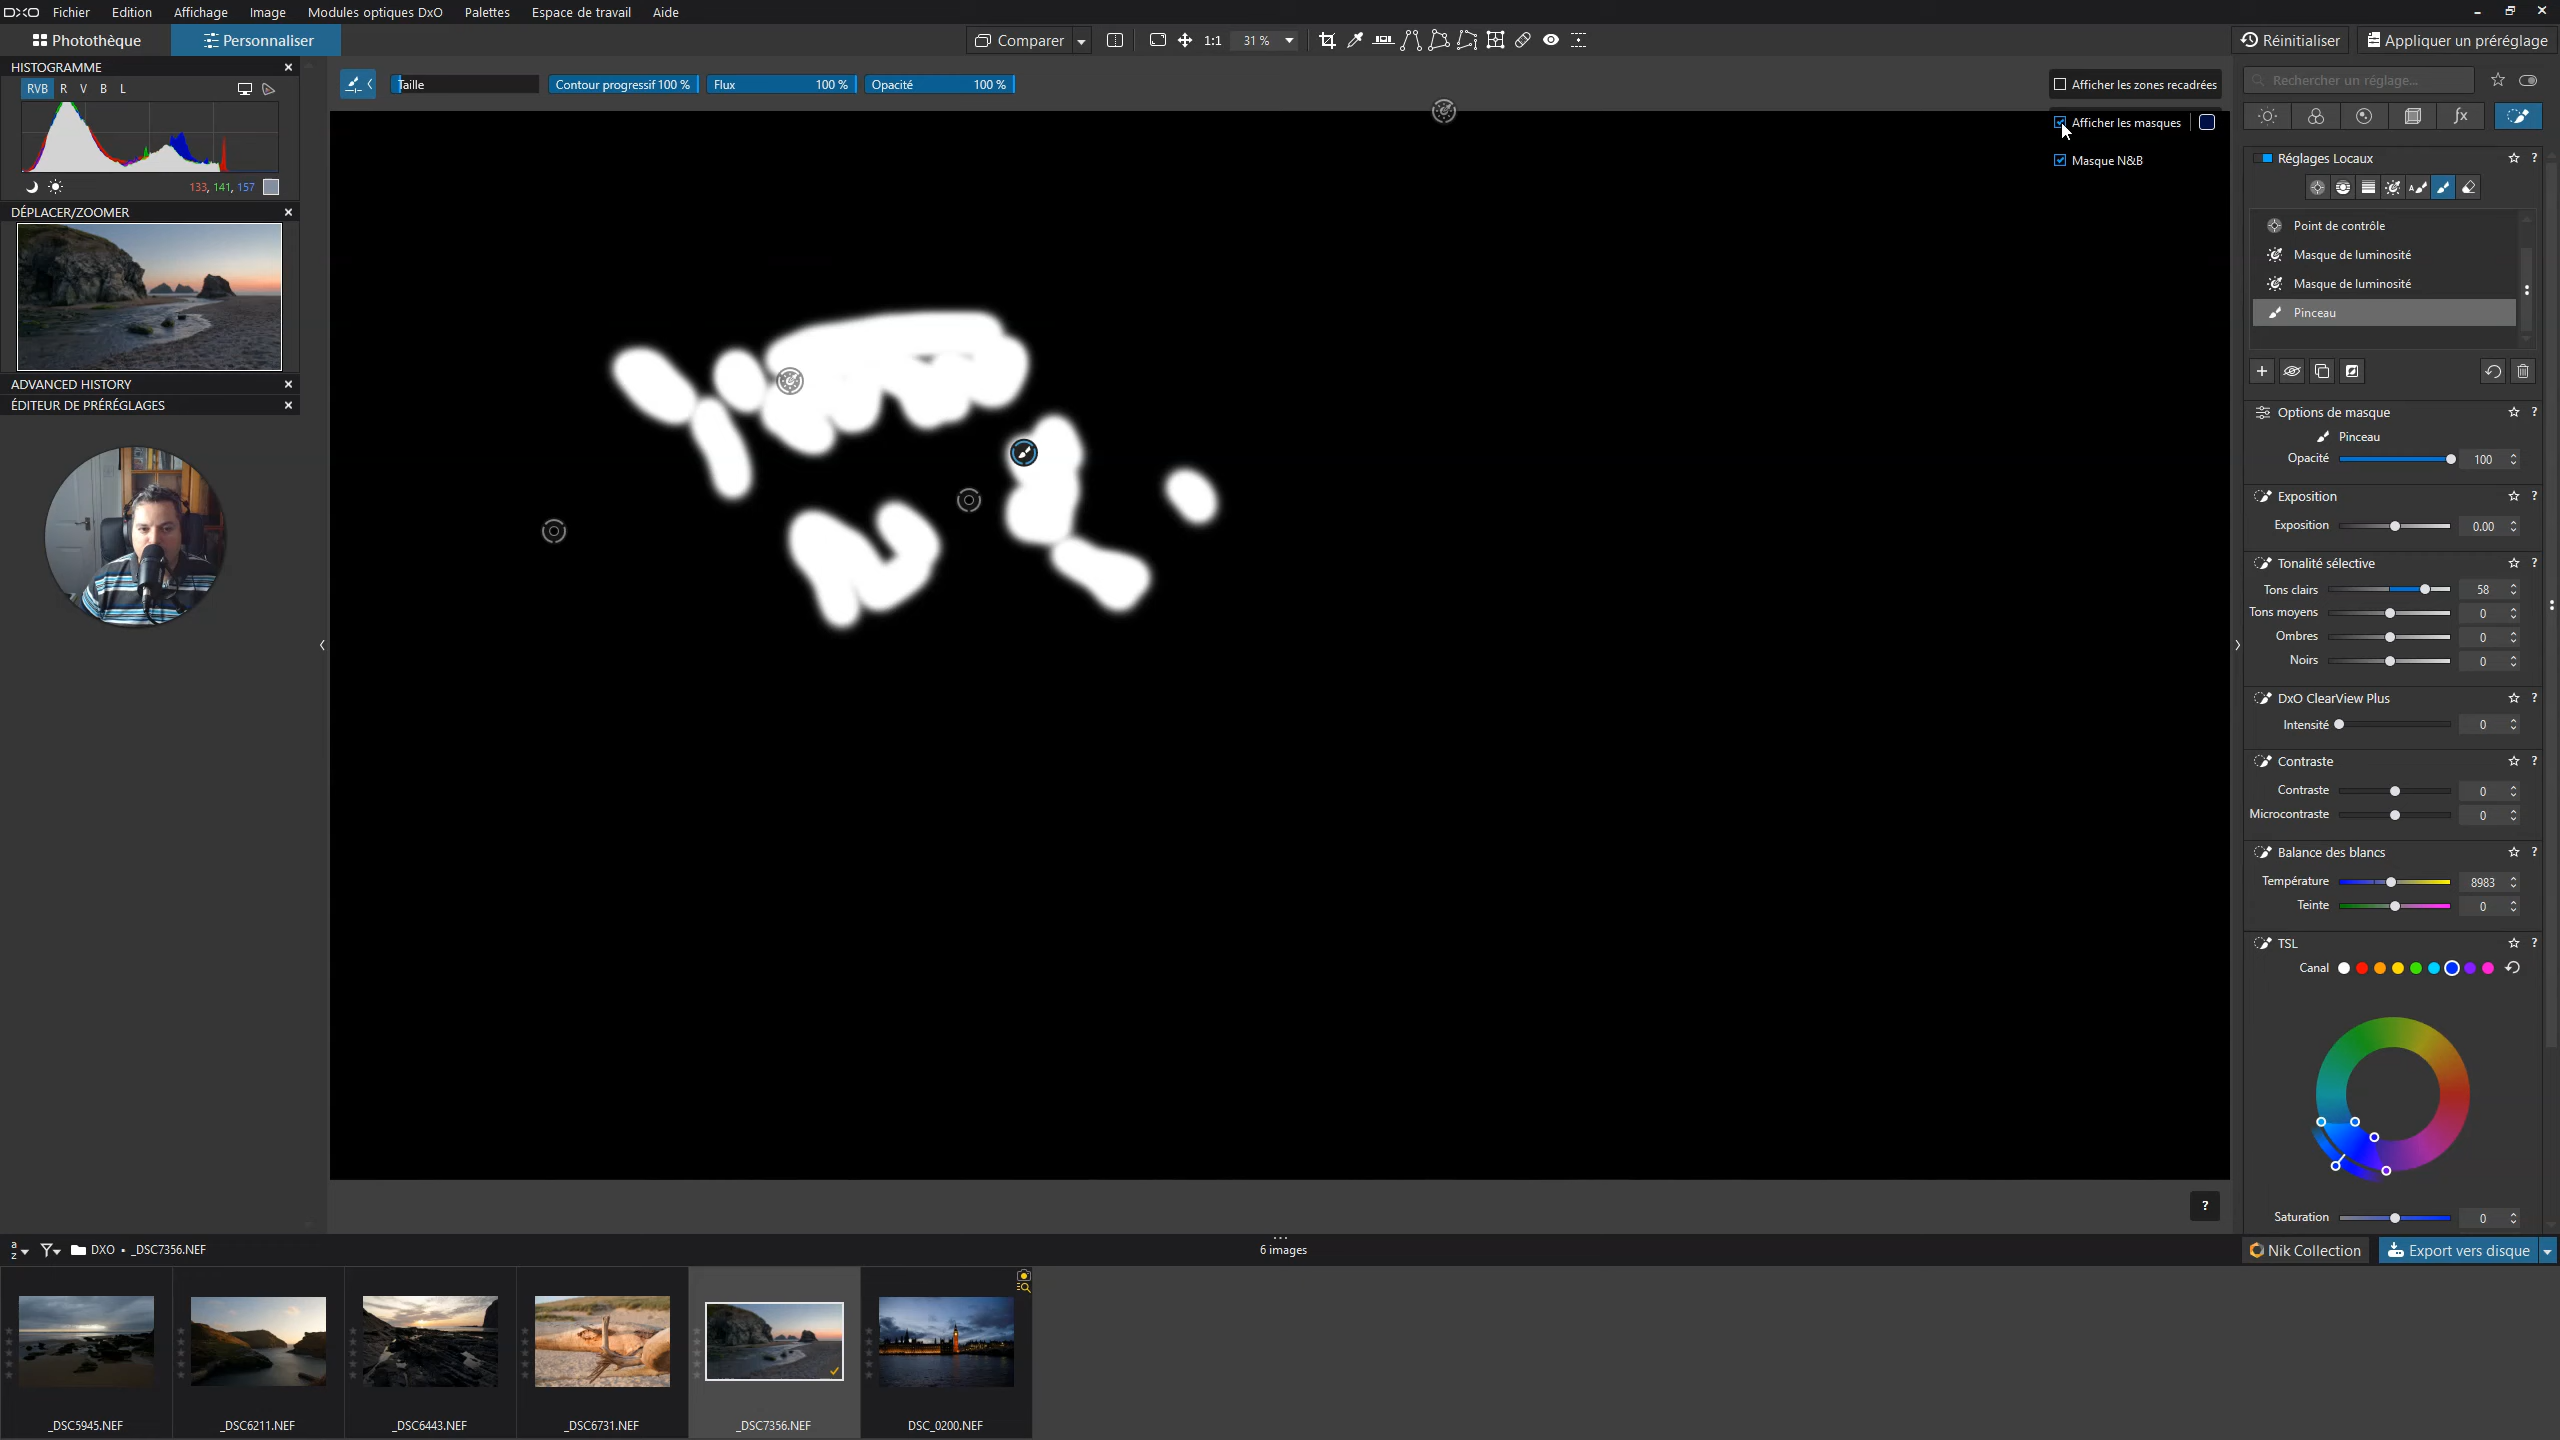 DXO Fichier Edition Affichage Image Modules optiques DxO Palettes Espace de travail Aide
Photothèque Personnaliser Comparer 1:1 31 % Réinitialiser Appliquer un préréglage
HISTOGRAMME
RVB R V B L
133, 141, 157
DÉPLACER/ZOOMER
ADVANCED HISTORY
ÉDITEUR DE PRÉRÉGLAGES
Taille Contour progressif 100 % Flux 100 % Opacité 100 %
Afficher les zones recadrées
Afficher les masques
Masque N&B
?
Rechercher un réglage...
fx
Réglages Locaux ?
A
Point de contrôle
Masque de luminosité
Masque de luminosité
Pinceau
Options de masque ?
Pinceau
Opacité 100
Exposition ?
Exposition 0.00
Tonalité sélective ?
Tons clairs 58
Tons moyens 0
Ombres 0
Noirs 0
DxO ClearView Plus ?
Intensité 0
Contraste ?
Contraste 0
Microcontraste 0
Balance des blancs ?
Température 8983
Teinte 0
TSL ?
Canal
Saturation 0
a z DXO • _DSC7356.NEF 6 images Nik Collection Export vers disque
_DSC5945.NEF _DSC6211.NEF _DSC6443.NEF _DSC6731.NEF _DSC7356.NEF DSC_0200.NEF